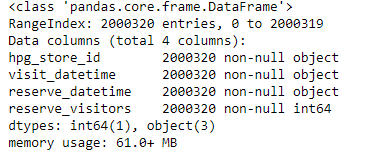 <class 'pandas.core.frame.DataFrame'>
RangeIndex: 2000320 entries, 0 to 2000319
Data columns (total 4 columns):
hpg_store_id        2000320 non-null object
visit_datetime      2000320 non-null object
reserve_datetime    2000320 non-null object
reserve_visitors    2000320 non-null int64
dtypes: int64(1), object(3)
memory usage: 61.0+ MB